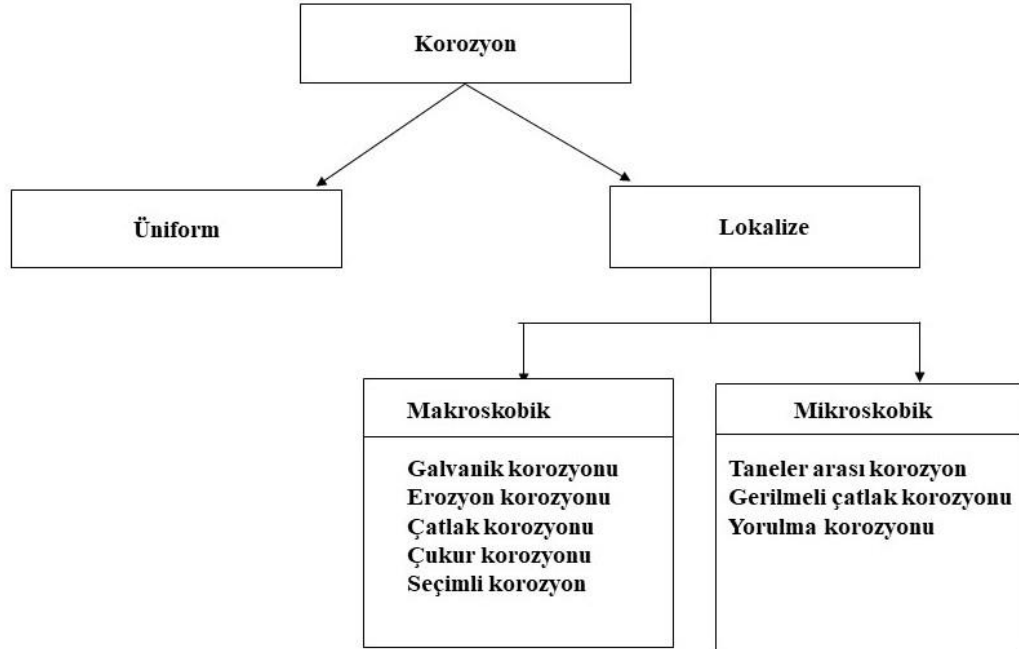 Korozyon
Üniform
Lokalize
Makroskobik
Galvanik korozyonu
Erozyon korozyonu
Çatlak korozyonu
Çukur korozyonu
Seçimli korozyon
Mikroskobik
Taneler arası korozyon
Gerilmeli çatlak korozyonu
Yorulma korozyonu